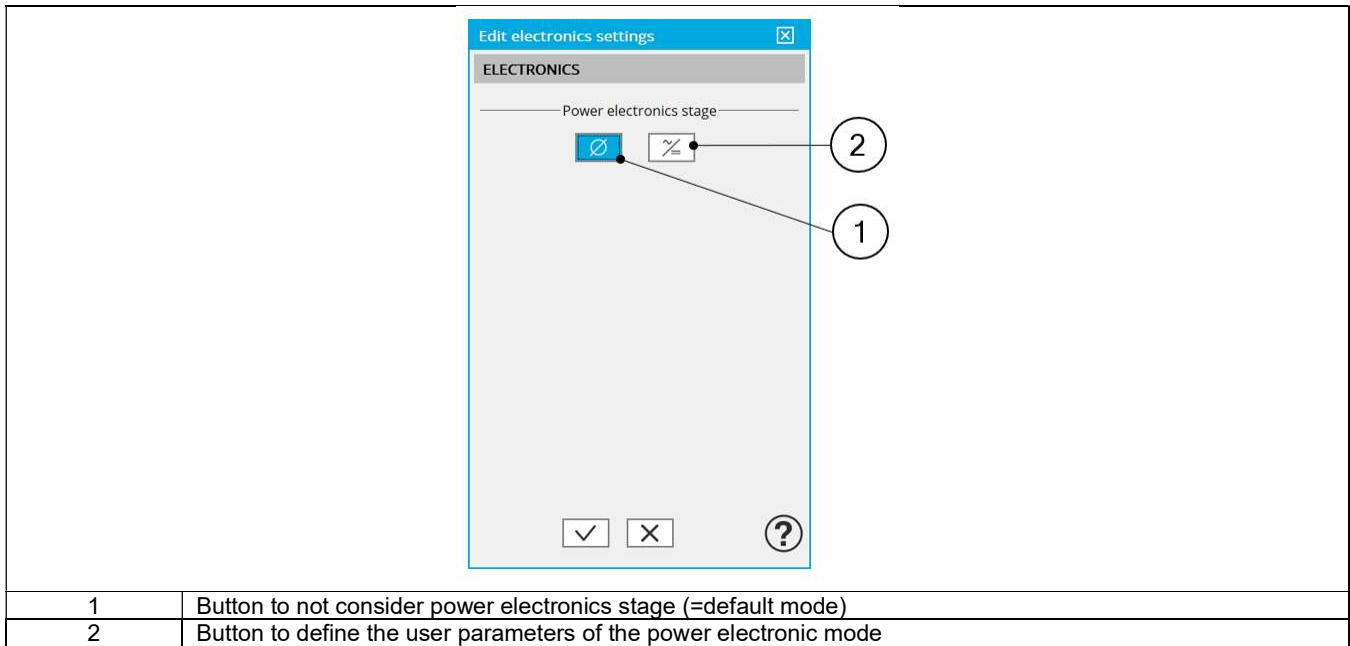 Edit electronics settings
ELECTRONICS
Power electronics stage
2
1
?
1 Button to not consider power electronics stage (=default mode)
2 Button to define the user parameters of the power electronic mode